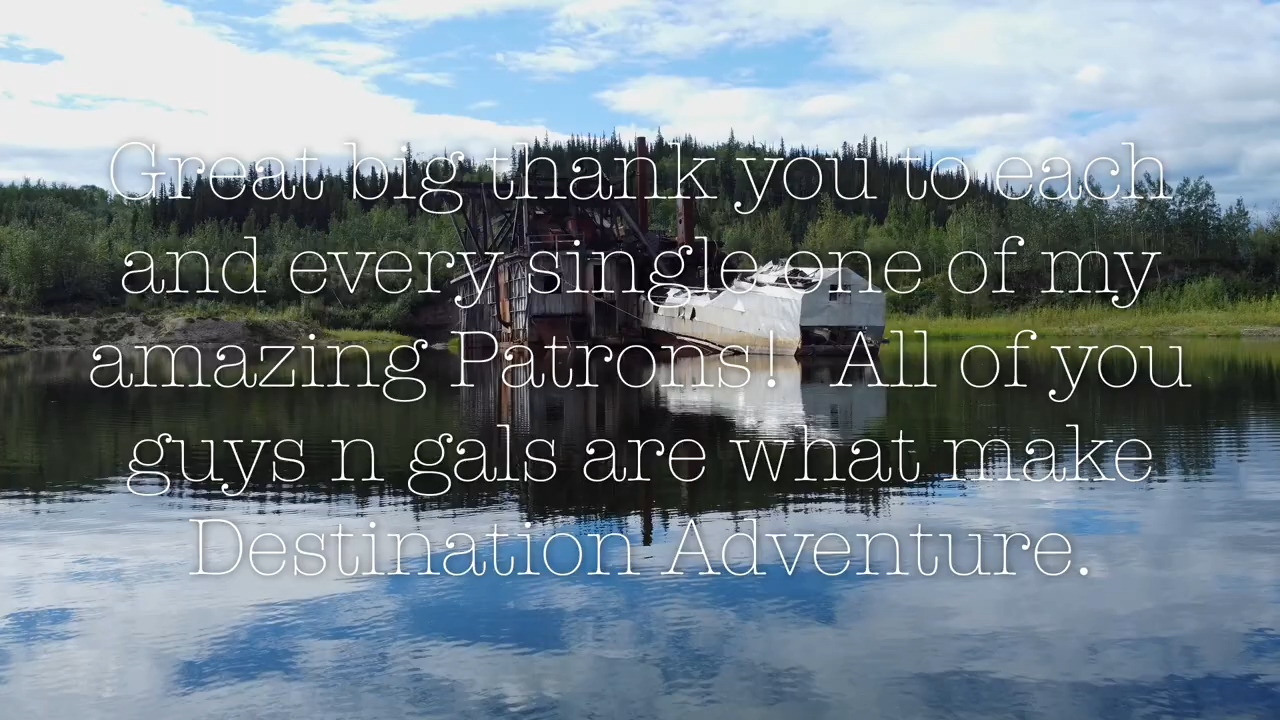 Great big thank you to each
and every single one of my
amazing Patrons!  All of you
guys n gals are what make
Destination Adventure.